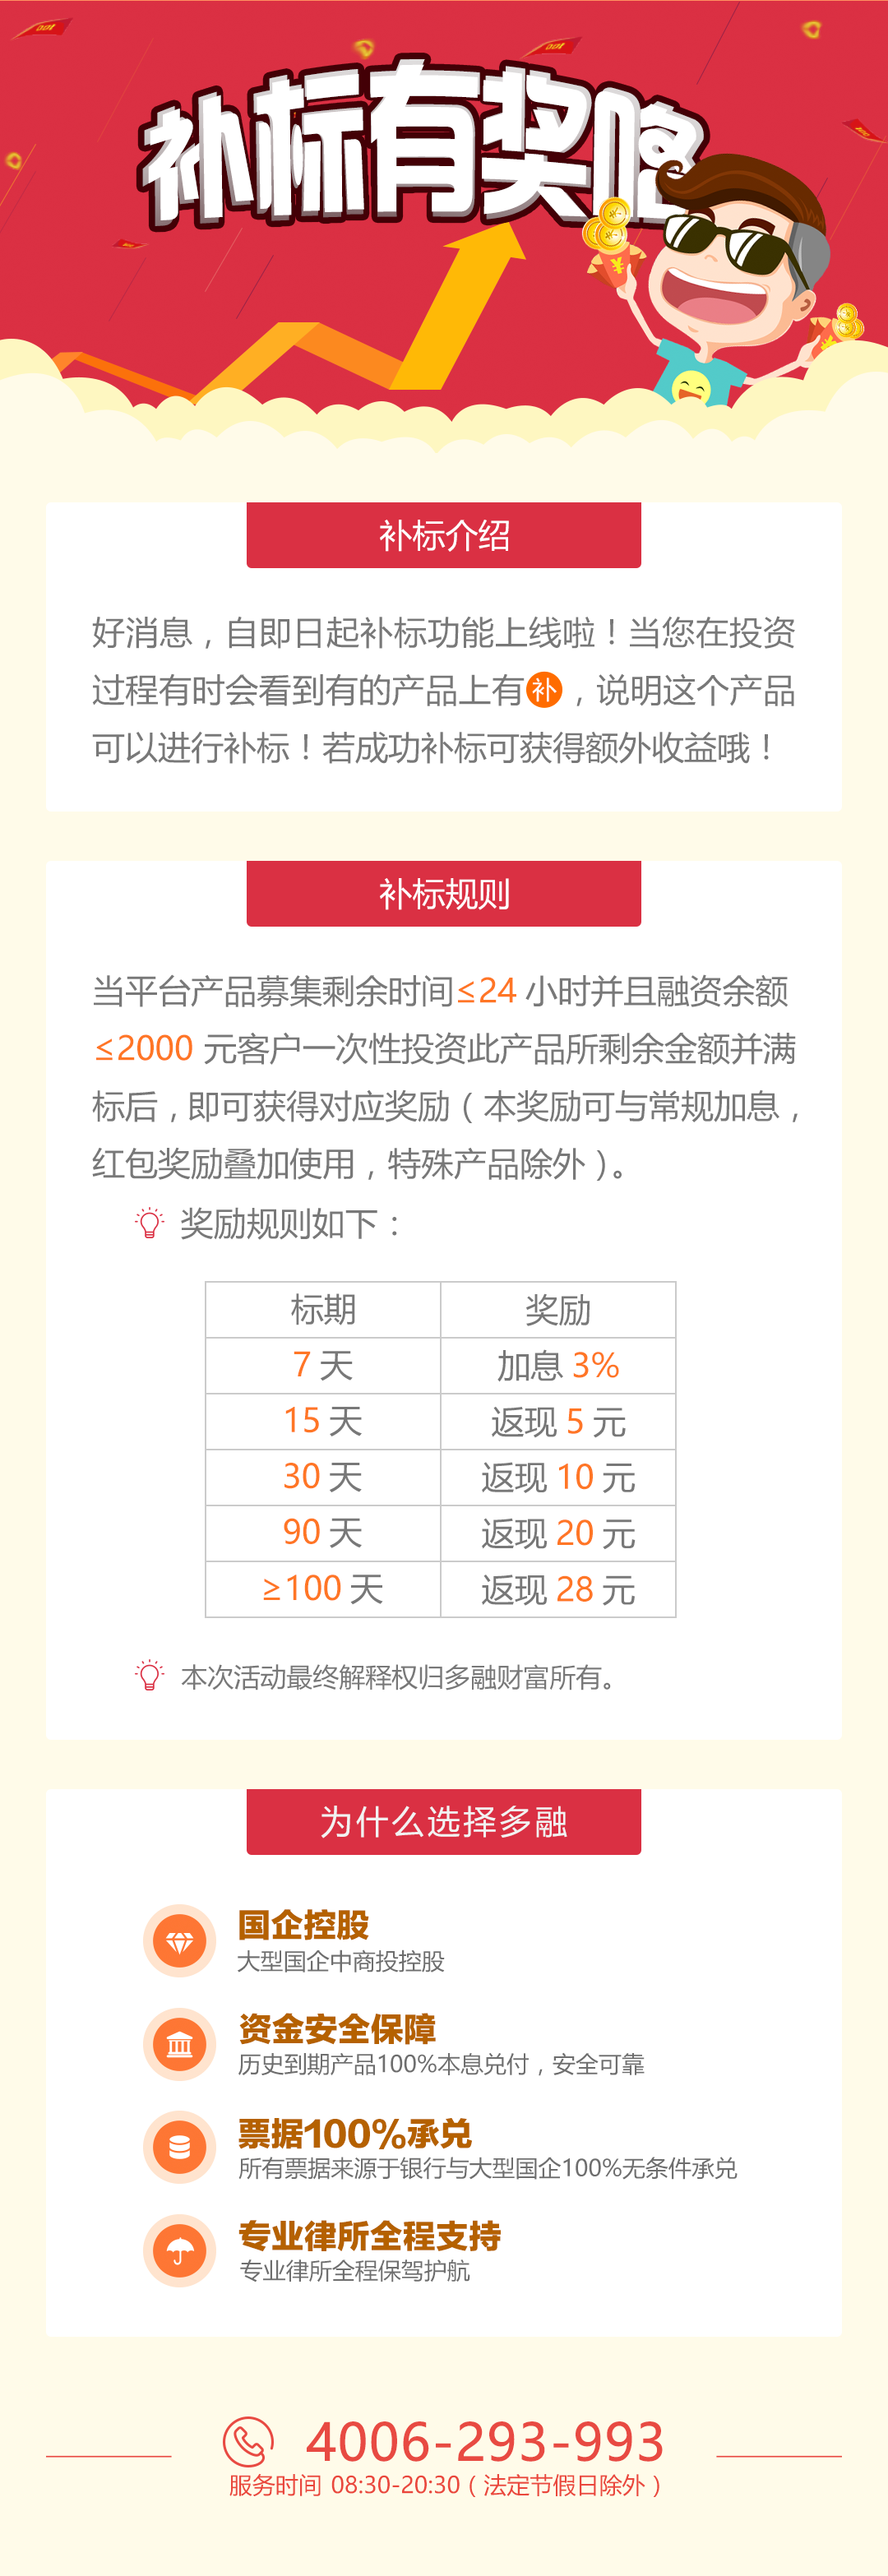 补标有奖咯
补标介绍
好消息，自即日起补标功能上线啦！当您在投资
过程有时会看到有的产品上有补，说明这个产品
可以进行补标！若成功补标可获得额外收益哦！
补标规则
当平台产品募集剩余时间≤24 小时并且融资余额
≤2000 元客户一次性投资此产品所剩余金额并满
标后，即可获得对应奖励（本奖励可与常规加息，
红包奖励叠加使用，特殊产品除外）。
奖励规则如下：
标期 奖励
7 天 加息 3%
15 天 返现 5 元
30 天 返现 10 元
90 天 返现 20 元
≥100 天 返现 28 元
本次活动最终解释权归多融财富所有。
为什么选择多融
国企控股
大型国企中商投控股
资金安全保障
历史到期产品100%本息兑付，安全可靠
票据100%承兑
所有票据来源于银行与大型国企100%无条件承兑
专业律所全程支持
专业律所全程保驾护航
4006-293-993
服务时间 08:30-20:30（法定节假日除外）